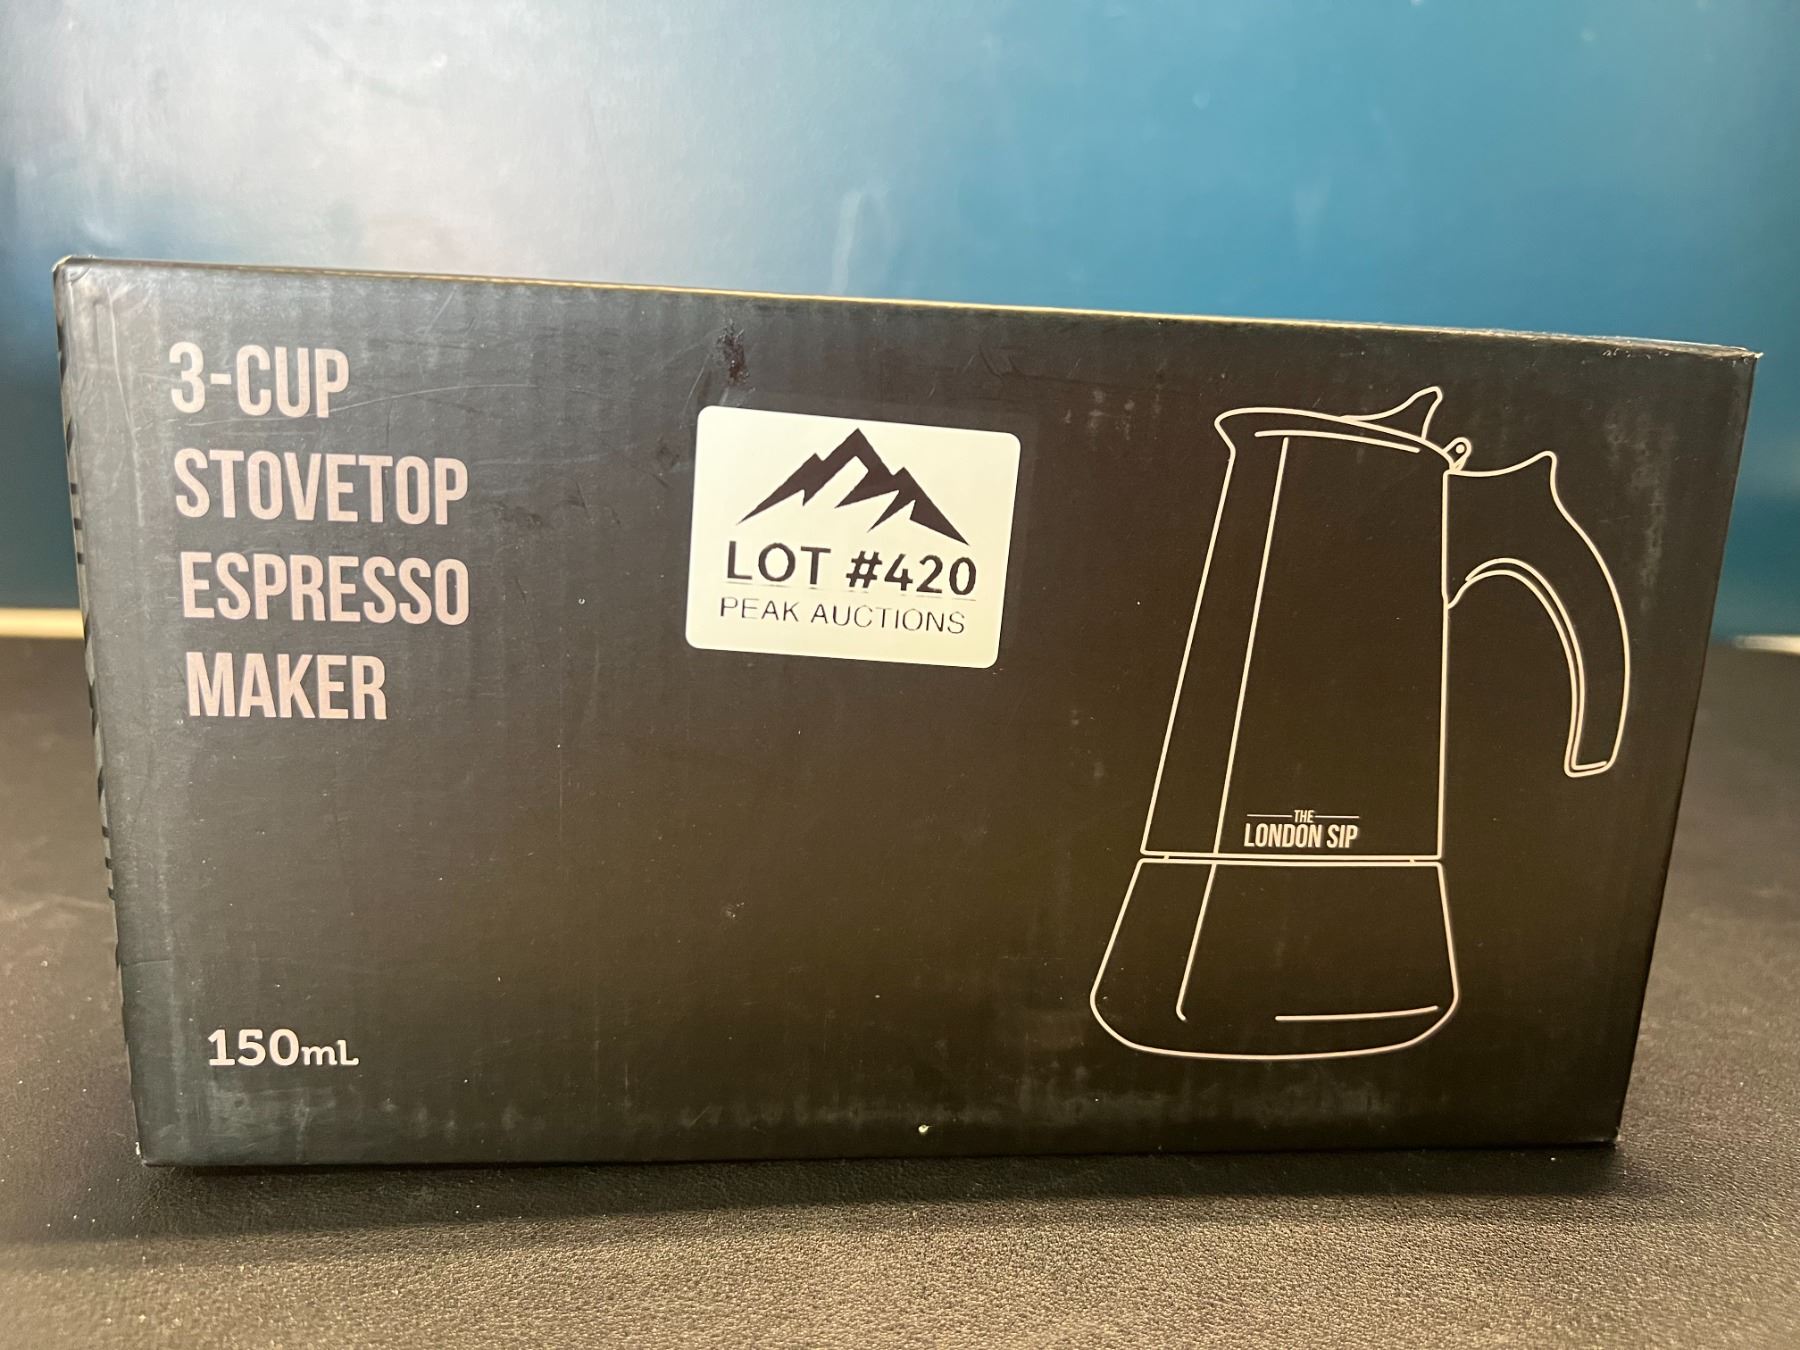 3-CUP
STOVETOP
ESPRESSO
MAKER
150mL
LOT #420
PEAK AUCTIONS
THE
LONDON SIP